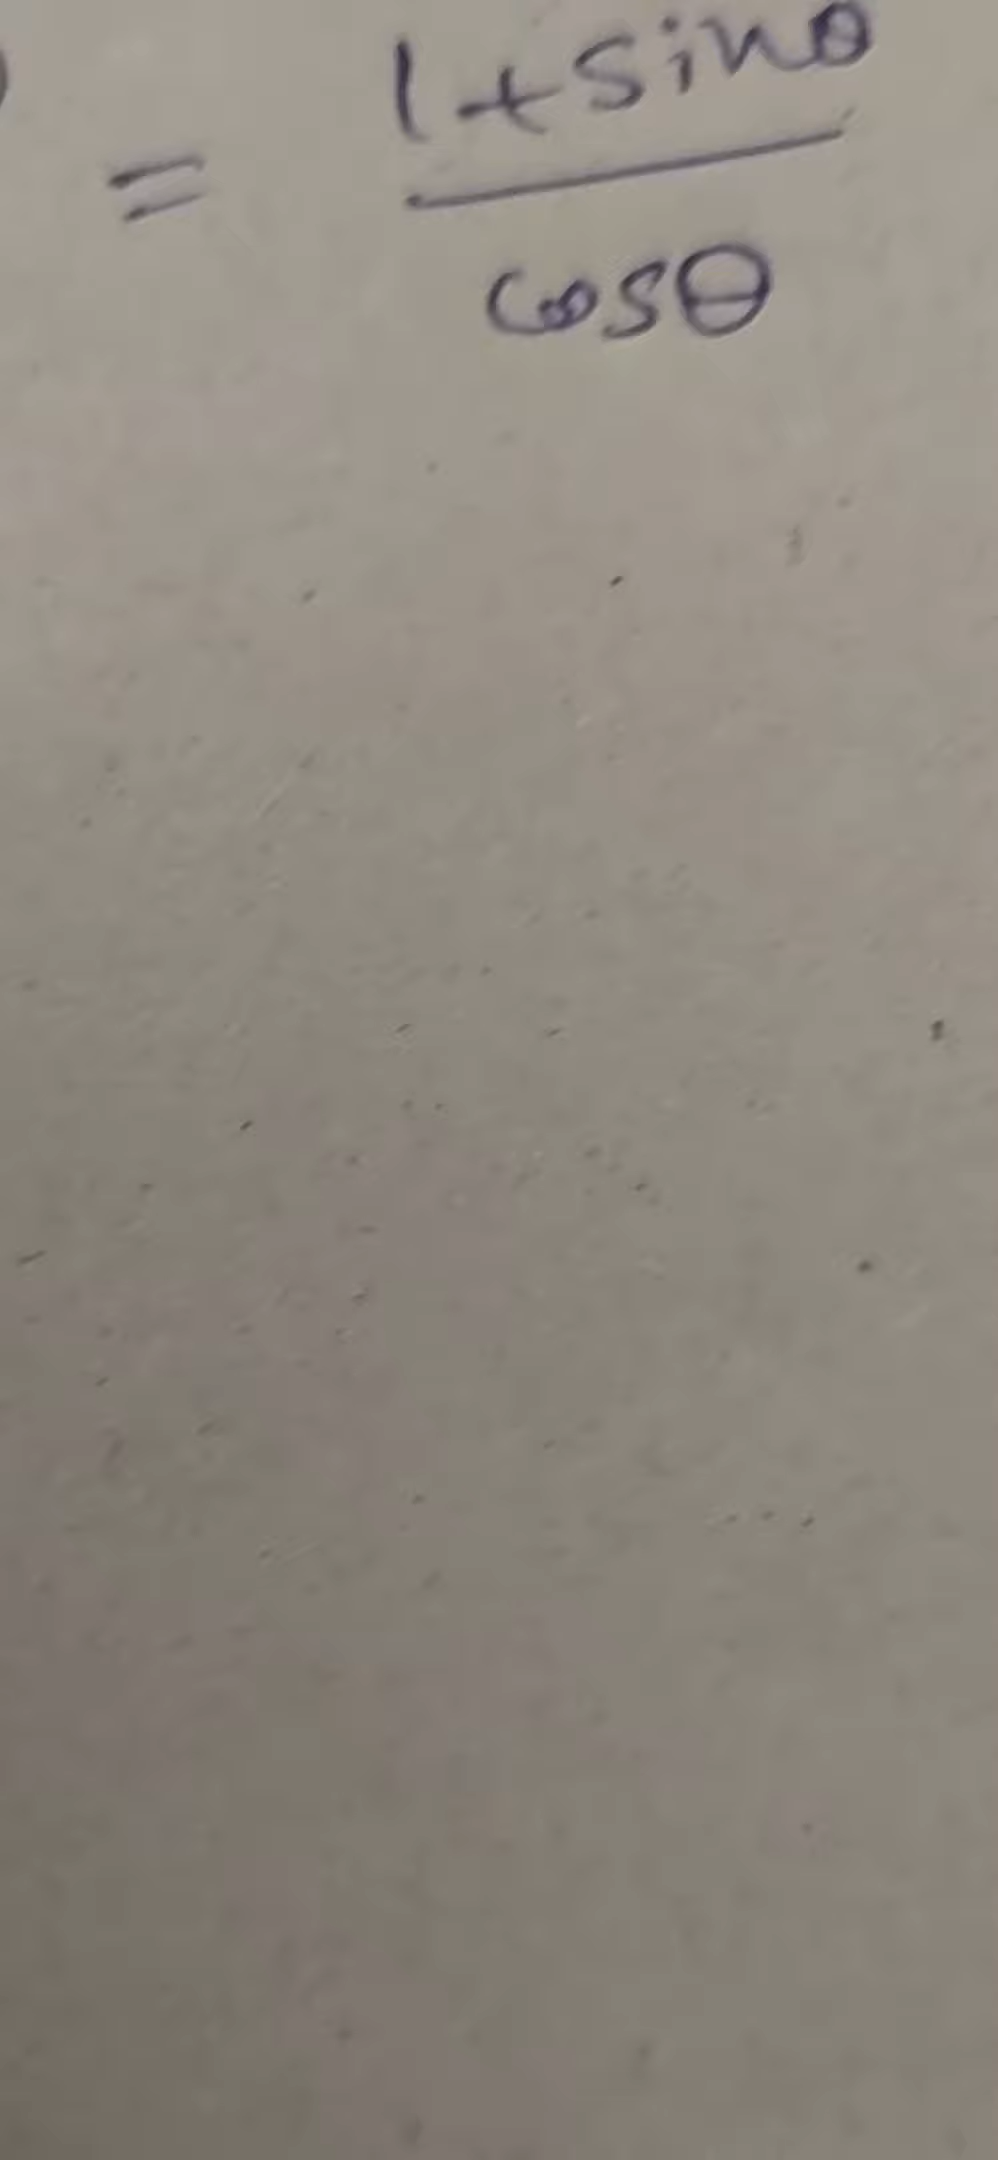 1+sinθ
=
cosθ